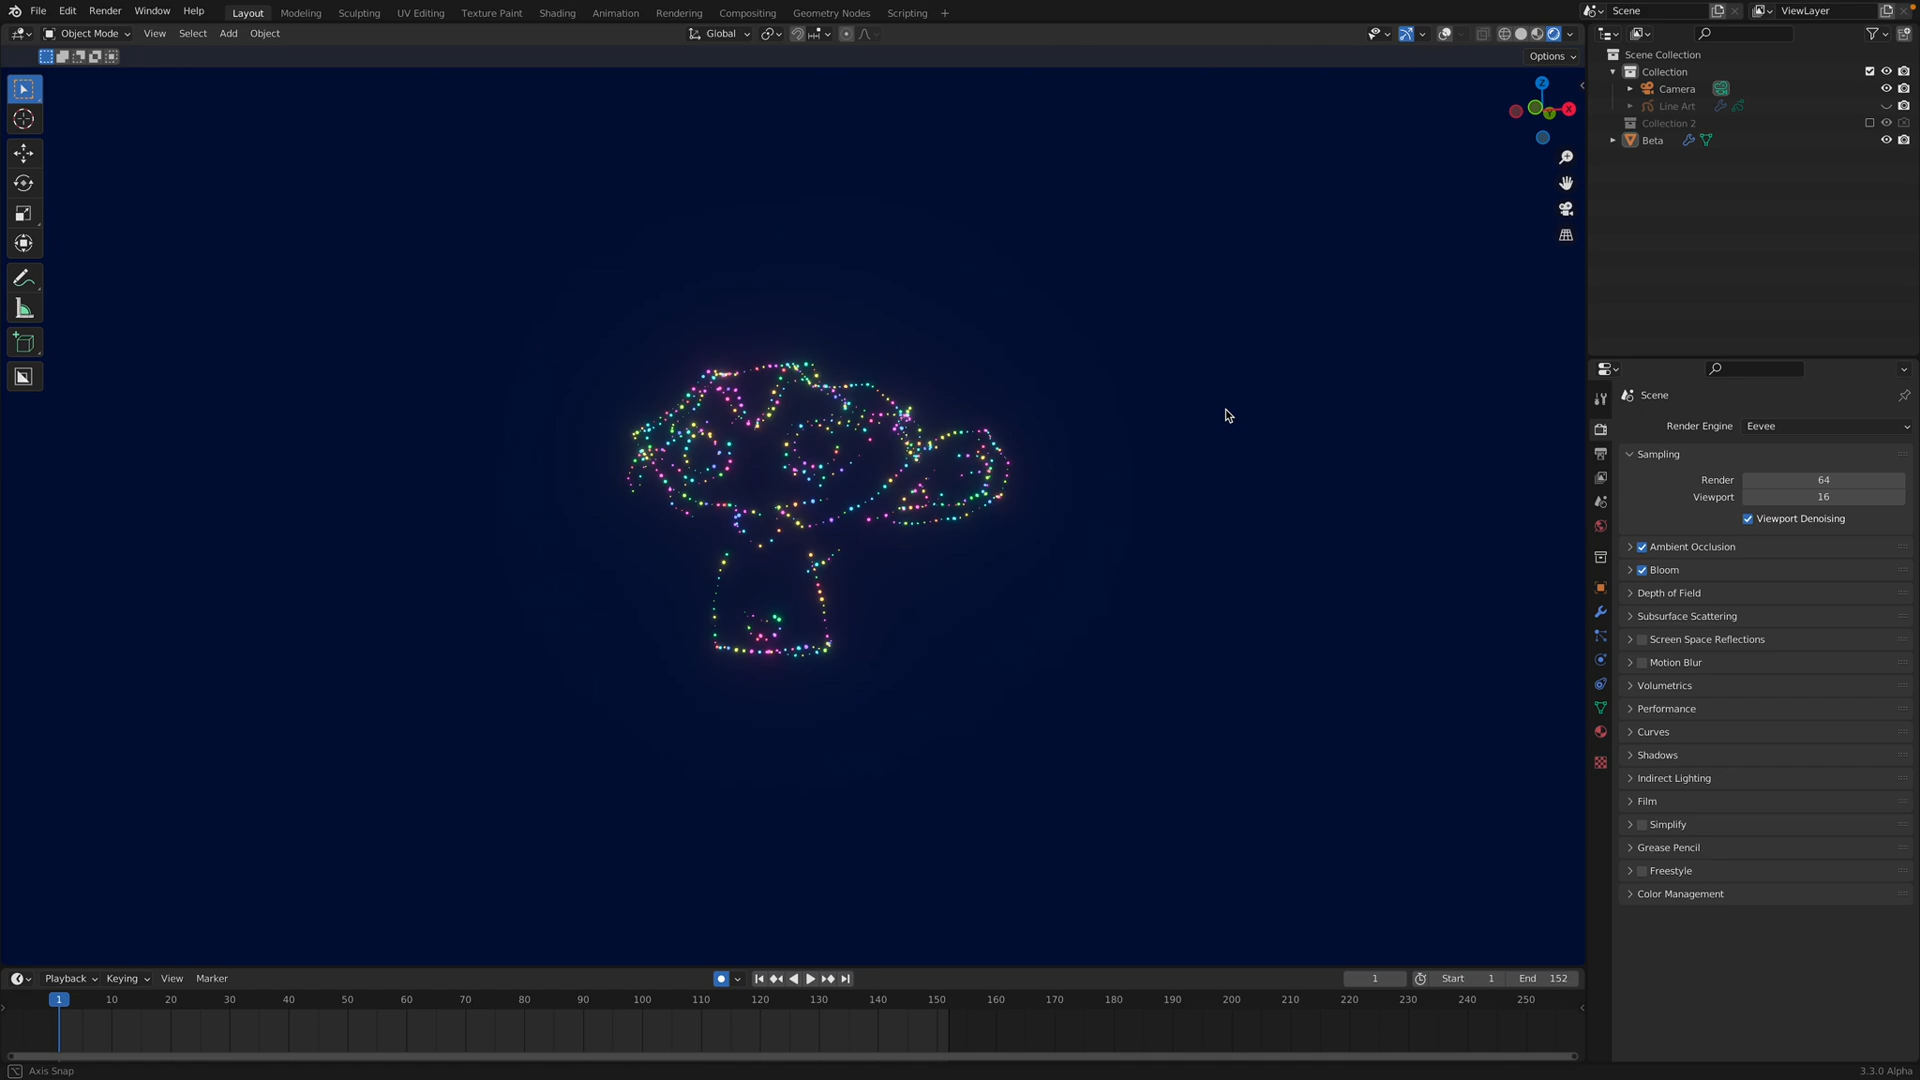 File Edit Render Window Help Layout Modeling Sculpting UV Editing Texture Paint Shading Animation Rendering Compositing Geometry Nodes Scripting + Scene ViewLayer
Object Mode View Select Add Object Global
Options
Scene Collection
Collection
Camera
Line Art
Collection 2
Beta
Z
X
Y
Scene
Render Engine Eevee
Sampling
Render 64
Viewport 16
Viewport Denoising
Ambient Occlusion
Bloom
Depth of Field
Subsurface Scattering
Screen Space Reflections
Motion Blur
Volumetrics
Performance
Curves
Shadows
Indirect Lighting
Film
Simplify
Grease Pencil
Freestyle
Color Management
Playback Keying View Marker 1 Start 1 End 152
1 10 20 30 40 50 60 70 80 90 100 110 120 130 140 150 160 170 180 190 200 210 220 230 240 250
Axis Snap 3.3.0 Alpha